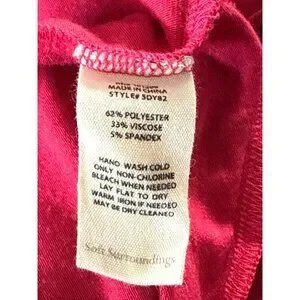 MADE IN CHINA
STYLE# 5DY82
62% POLYESTER
33% VISCOSE
5% SPANDEX
HAND WASH COLD
ONLY NON-CHLORINE
BLEACH WHEN NEEDED
LAY FLAT TO DRY
WARM IRON IF NEEDED
MAY BE DRY CLEANED
Soft Surroundings